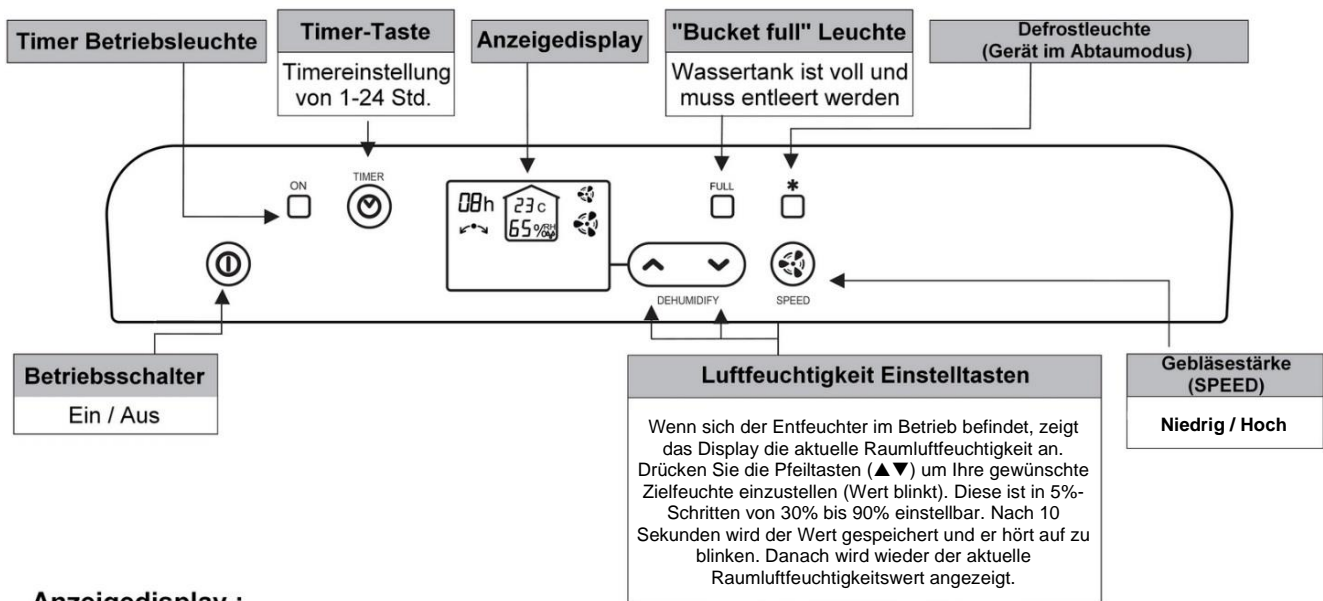 Timer Betriebsleuchte
Timer-Taste
Timereinstellung
von 1-24 Std.
Anzeigedisplay
"Bucket full" Leuchte
Wassertank ist voll und
muss entleert werden
Defrostleuchte
(Gerät im Abtaumodus)
ON
TIMER
08h
23c
65%RH
FULL
*
DEHUMIDIFY
SPEED
Betriebsschalter
Ein / Aus
Luftfeuchtigkeit Einstelltasten
Wenn sich der Entfeuchter im Betrieb befindet, zeigt
das Display die aktuelle Raumluftfeuchtigkeit an.
Drücken Sie die Pfeiltasten (▲▼) um Ihre gewünschte
Zielfeuchte einzustellen (Wert blinkt). Diese ist in 5%-
Schritten von 30% bis 90% einstellbar. Nach 10
Sekunden wird der Wert gespeichert und er hört auf zu
blinken. Danach wird wieder der aktuelle
Raumluftfeuchtigkeitswert angezeigt.
Gebläsestärke
(SPEED)
Niedrig / Hoch
Anzeigedisplay :